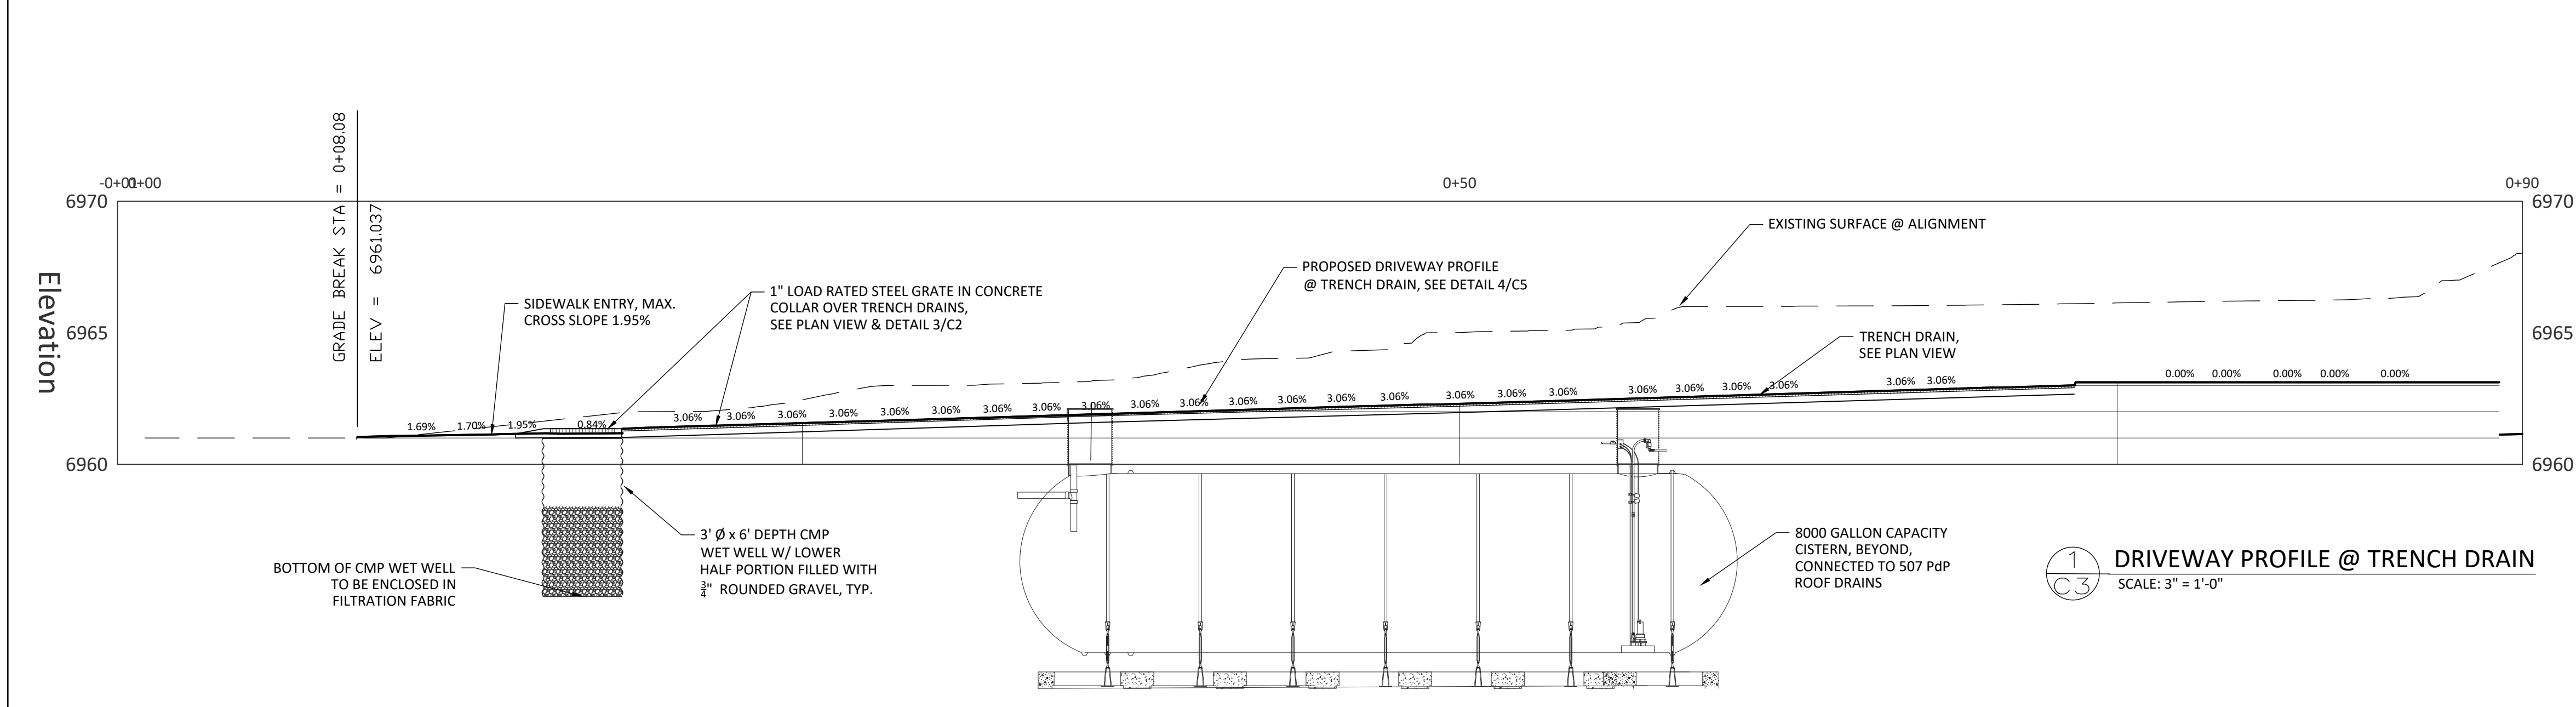 GRADE BREAK STA = 0+08.08
ELEV = 6961.037
-0+01
0+00
0+50
0+90
6970
6970
Elevation
6965
6965
6960
6960
EXISTING SURFACE @ ALIGNMENT
PROPOSED DRIVEWAY PROFILE
@ TRENCH DRAIN, SEE DETAIL 4/C5
1" LOAD RATED STEEL GRATE IN CONCRETE
COLLAR OVER TRENCH DRAINS,
SEE PLAN VIEW & DETAIL 3/C2
SIDEWALK ENTRY, MAX.
CROSS SLOPE 1.95%
TRENCH DRAIN,
SEE PLAN VIEW
1.69% 1.70% 1.95% 0.84% 3.06% 3.06% 3.06% 3.06% 3.06% 3.06% 3.06% 3.06% 3.06% 3.06% 3.06% 3.06% 3.06% 3.06% 3.06% 3.06% 3.06% 3.06% 3.06% 3.06% 3.06% 3.06% 3.06% 3.06% 0.00% 0.00% 0.00% 0.00% 0.00%
3' Ø x 6' DEPTH CMP
WET WELL W/ LOWER
HALF PORTION FILLED WITH
3/4" ROUNDED GRAVEL, TYP.
BOTTOM OF CMP WET WELL
TO BE ENCLOSED IN
FILTRATION FABRIC
8000 GALLON CAPACITY
CISTERN, BEYOND,
CONNECTED TO 507 PdP
ROOF DRAINS
1
C3
DRIVEWAY PROFILE @ TRENCH DRAIN
SCALE: 3" = 1'-0"